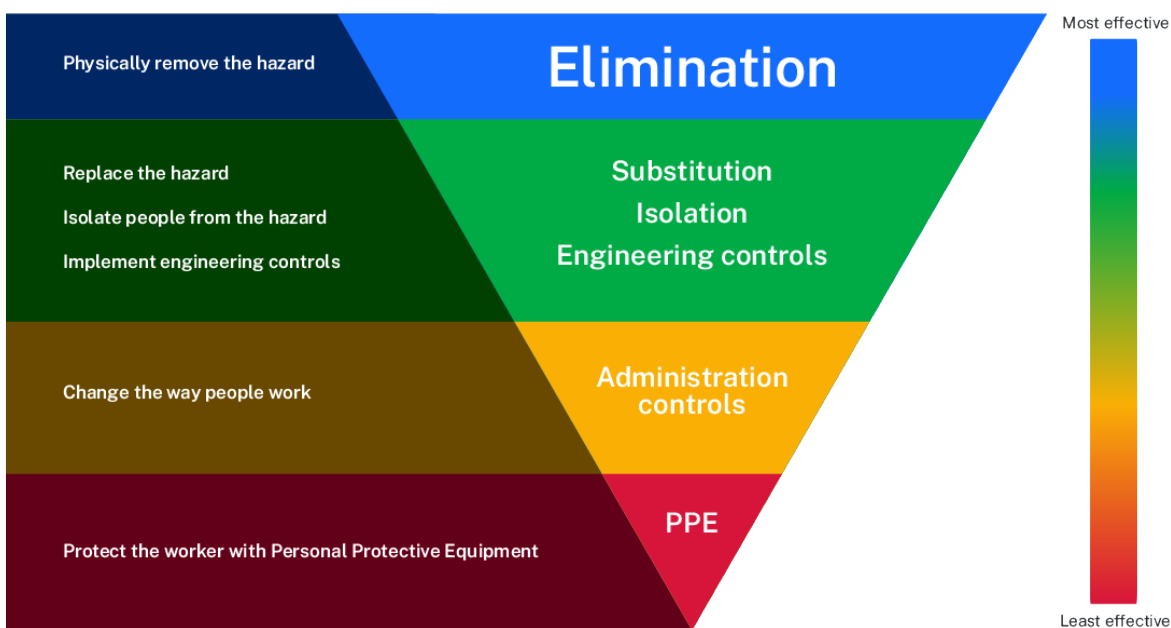 Most effective
Physically remove the hazard
Elimination
Replace the hazard
Substitution
Isolate people from the hazard
Isolation
Implement engineering controls
Engineering controls
Change the way people work
Administration
controls
PPE
Protect the worker with Personal Protective Equipment
Least effective